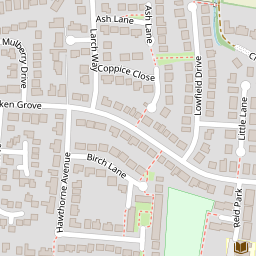 Ash Lane
Ash Lane
Larch Way
Mulberry Drive
Coppice Close
Lowfield Drive
Little Lane
ken Grove
Hawthorne Avenue
Birch Lane
Reid Park